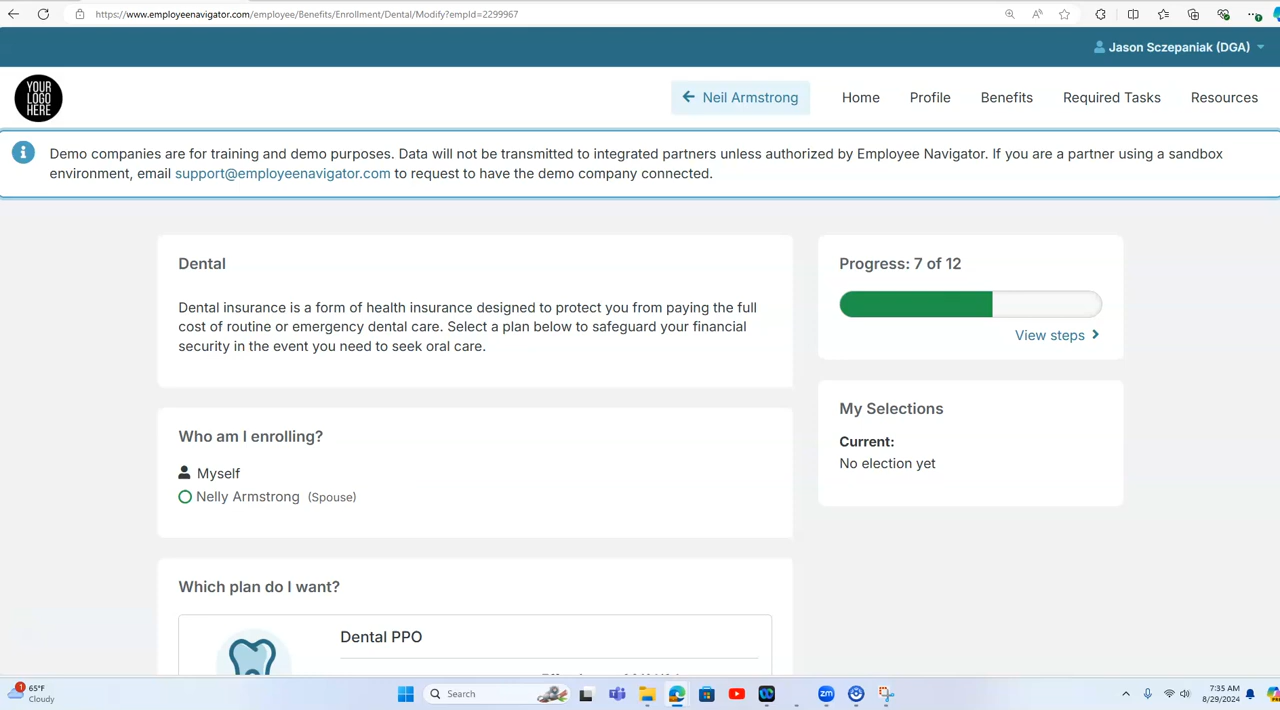 https://www.employeenavigator.com/employee/Benefits/Enrollment/Dental/Modify?empId=2299967
Jason Sczepaniak (DGA)
YOUR
LOGO
HERE
Neil Armstrong
Home
Profile
Benefits
Required Tasks
Resources
Demo companies are for training and demo purposes. Data will not be transmitted to integrated partners unless authorized by Employee Navigator. If you are a partner using a sandbox
environment, email support@employeenavigator.com to request to have the demo company connected.
Dental
Dental insurance is a form of health insurance designed to protect you from paying the full
cost of routine or emergency dental care. Select a plan below to safeguard your financial
security in the event you need to seek oral care.
Progress: 7 of 12
View steps
My Selections
Current:
No election yet
Who am I enrolling?
Myself
Nelly Armstrong (Spouse)
Which plan do I want?
Dental PPO
1
65°F
Cloudy
Search
zm
7:35 AM
8/29/2024